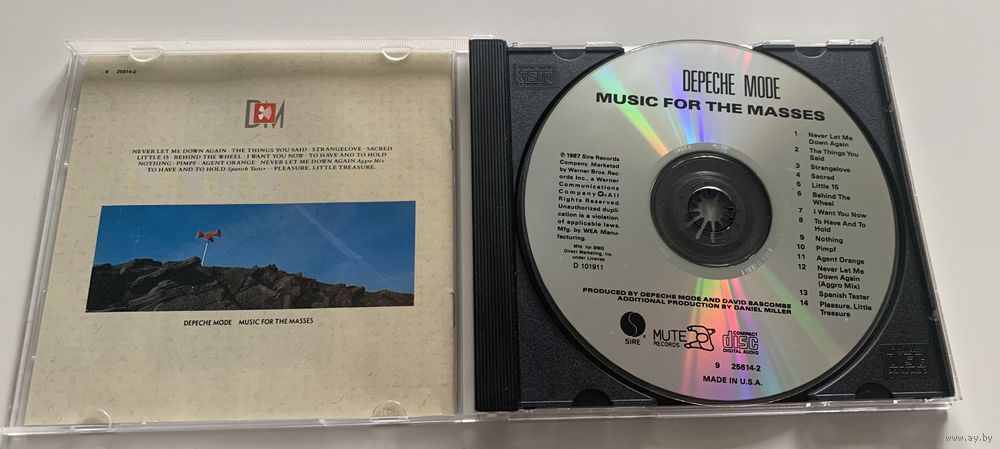 9 25614-2
DM
NEVER LET ME DOWN AGAIN · THE THINGS YOU SAID · STRANGELOVE · SACRED
LITTLE 15 · BEHIND THE WHEEL · I WANT YOU NOW · TO HAVE AND TO HOLD
NOTHING · PIMPF · AGENT ORANGE · NEVER LET ME DOWN AGAIN Aggro Mix
TO HAVE AND TO HOLD Spanish Taster · PLEASURE, LITTLE TREASURE.
DEPECHE MODE MUSIC FOR THE MASSES
DEPECHE MODE
MUSIC FOR THE MASSES
℗ 1987 Sire Records
Company. Marketed
by Warner Bros. Rec-
ords Inc., a Warner
Communications
Company. All
Rights Reserved.
Unauthorized dupli-
cation is a violation
of applicable laws.
Mfg. by WEA Manu-
facturing.
Mfd. for BMG
Direct Marketing, Inc.
under License
D 101911
1 Never Let Me
Down Again
2 The Things You
Said
3 Strangelove
4 Sacred
5 Little 15
6 Behind The
Wheel
7 I Want You Now
8 To Have And To
Hold
9 Nothing
10 Pimpf
11 Agent Orange
12 Never Let Me
Down Again
(Aggro Mix)
13 Spanish Taster
14 Pleasure, Little
Treasure
PRODUCED BY DEPECHE MODE AND DAVID BASCOMBE
ADDITIONAL PRODUCTION BY DANIEL MILLER
SIRE
MUTE
RECORDS
COMPACT
disc
DIGITAL AUDIO
9 25614-2
MADE IN U.S.A.
www.ay.by